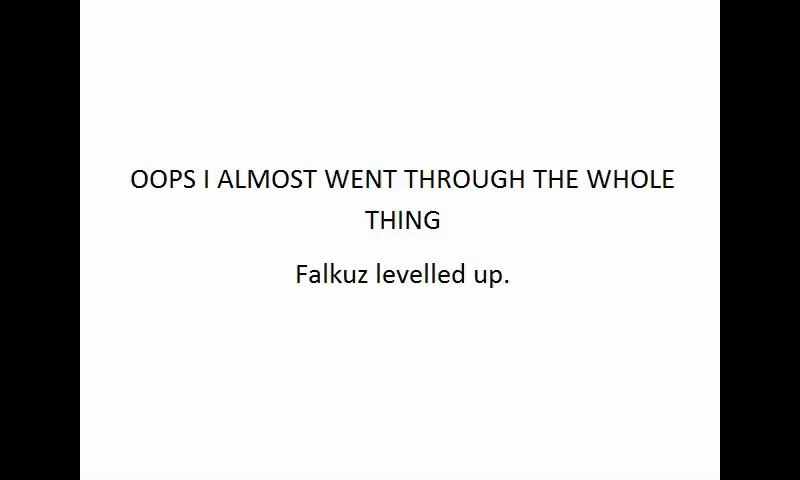 OOPS I ALMOST WENT THROUGH THE WHOLE
THING
Falkuz levelled up.